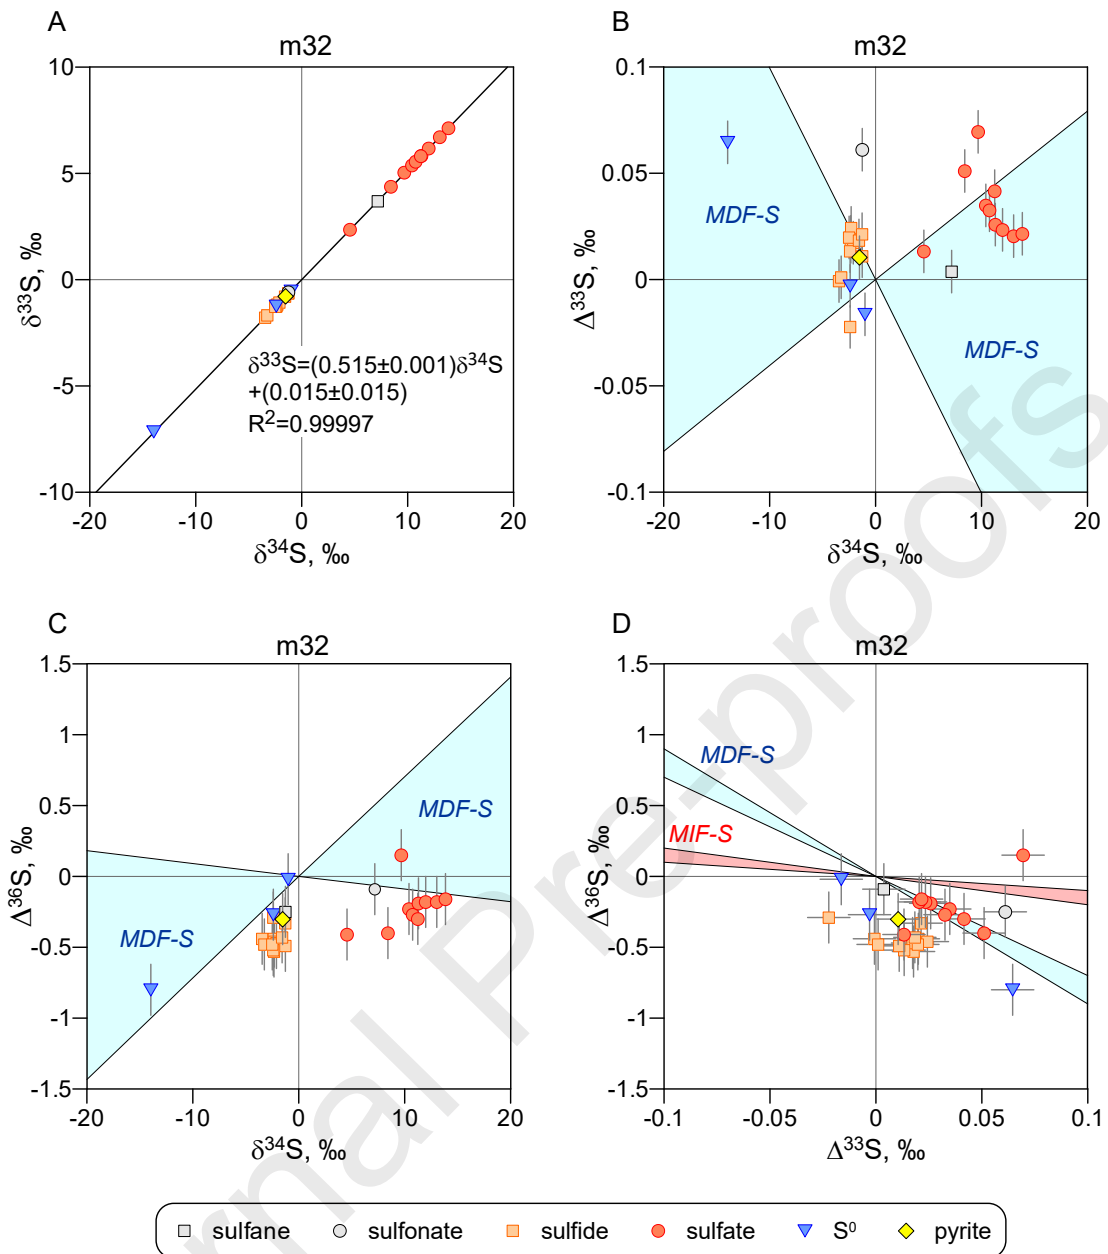 A
B
m32
m32
10
5
0
-5
-10
-20
-10
0
10
20
δ33S, ‰
δ34S, ‰
δ33S=(0.515±0.001)δ34S
+(0.015±0.015)
R2=0.99997
0.1
0.05
0
-0.05
-0.1
-20
-10
0
10
20
Δ33S, ‰
δ34S, ‰
MDF-S
MDF-S
C
D
m32
m32
1.5
1
0.5
0
-0.5
-1
-1.5
-20
-10
0
10
20
Δ36S, ‰
δ34S, ‰
MDF-S
MDF-S
1.5
1
0.5
0
-0.5
-1
-1.5
-0.1
-0.05
0
0.05
0.1
Δ36S, ‰
Δ33S, ‰
MDF-S
MIF-S
sulfane sulfonate sulfide sulfate S0 pyrite
rnal Pre-proofs